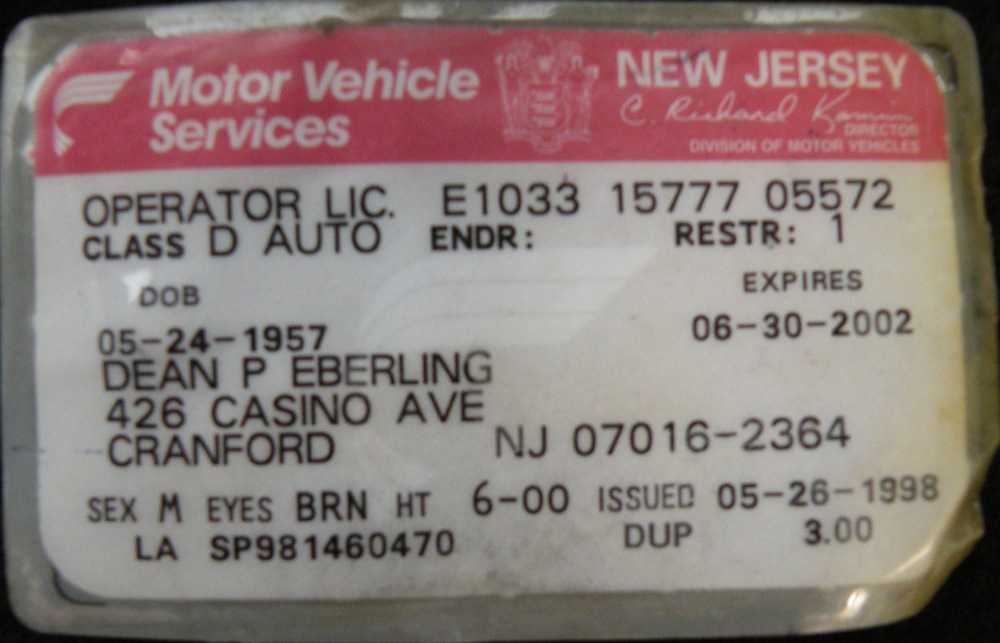 Motor Vehicle
Services
NEW JERSEY
C. Richard Kamin
DIRECTOR
DIVISION OF MOTOR VEHICLES
OPERATOR LIC. E1033 15777 05572
CLASS D AUTO ENDR: RESTR: 1
DOB EXPIRES
05-24-1957 06-30-2002
DEAN P EBERLING
426 CASINO AVE
CRANFORD NJ 07016-2364
SEX M EYES BRN HT 6-00 ISSUED 05-26-1998
LA SP981460470 DUP 3.00